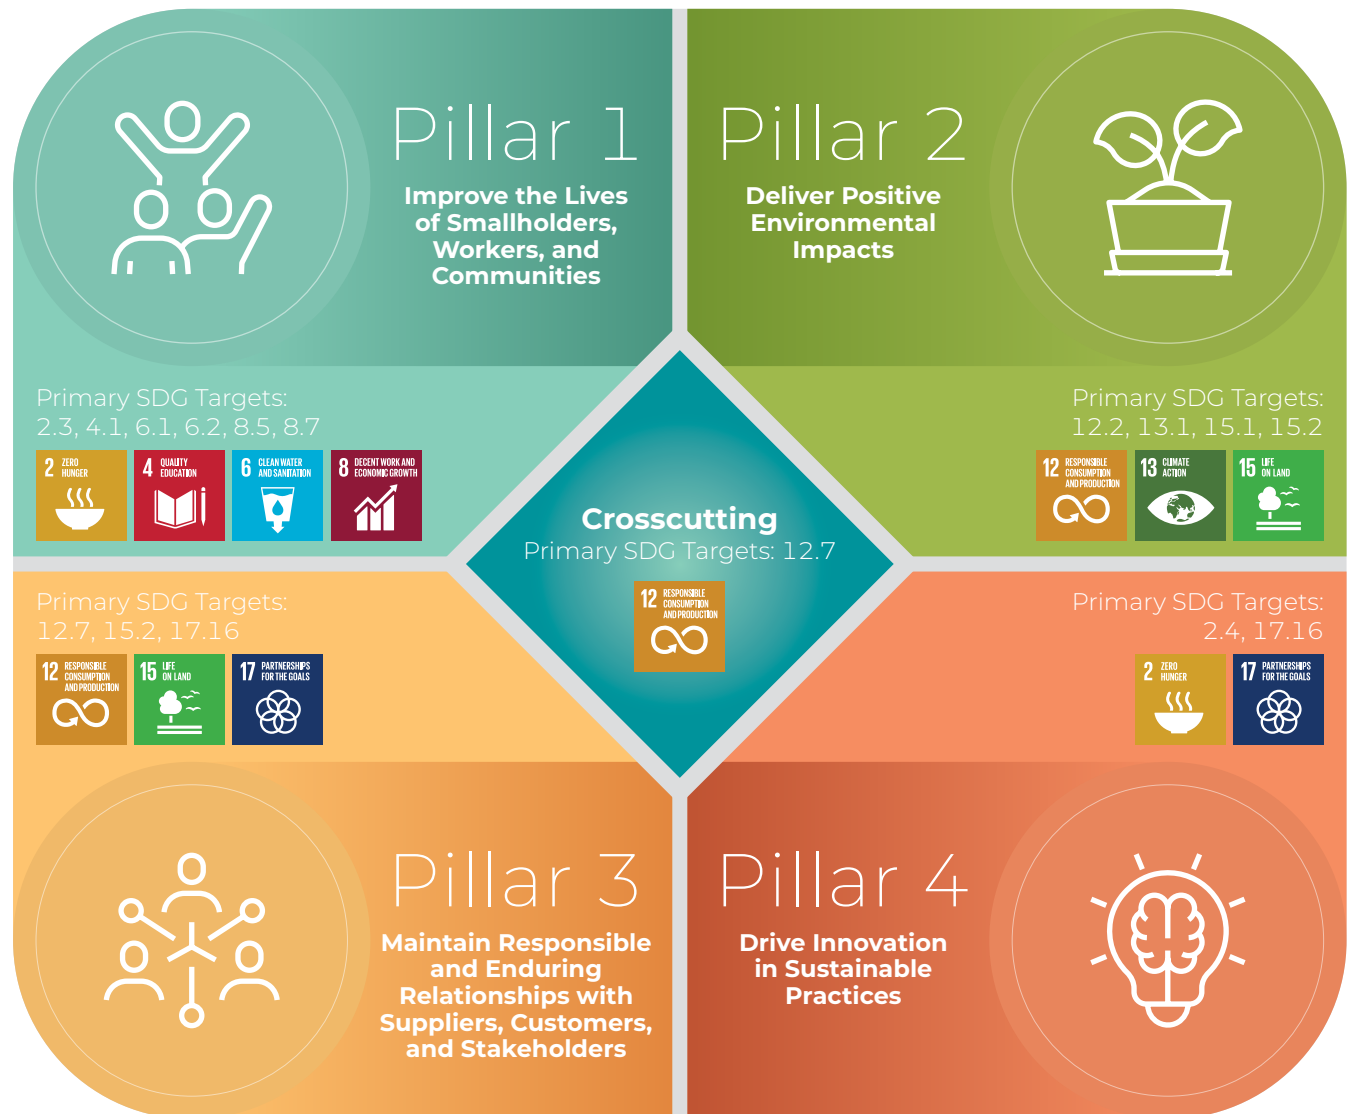 Pillar 1
Improve the Lives
of Smallholders,
Workers, and
Communities
Primary SDG Targets:
2.3, 4.1, 6.1, 6.2, 8.5, 8.7
2 ZERO
HUNGER
4 QUALITY
EDUCATION
6 CLEAN WATER
AND SANITATION
8 DECENT WORK AND
ECONOMIC GROWTH
Pillar 2
Deliver Positive
Environmental
Impacts
Primary SDG Targets:
12.2, 13.1, 15.1, 15.2
12 RESPONSIBLE
CONSUMPTION
AND PRODUCTION
13 CLIMATE
ACTION
15 LIFE
ON LAND
Crosscutting
Primary SDG Targets: 12.7
12 RESPONSIBLE
CONSUMPTION
AND PRODUCTION
Primary SDG Targets:
12.7, 15.2, 17.16
12 RESPONSIBLE
CONSUMPTION
AND PRODUCTION
15 LIFE
ON LAND
17 PARTNERSHIPS
FOR THE GOALS
Pillar 3
Maintain Responsible
and Enduring
Relationships with
Suppliers, Customers,
and Stakeholders
Primary SDG Targets:
2.4, 17.16
2 ZERO
HUNGER
17 PARTNERSHIPS
FOR THE GOALS
Pillar 4
Drive Innovation
in Sustainable
Practices